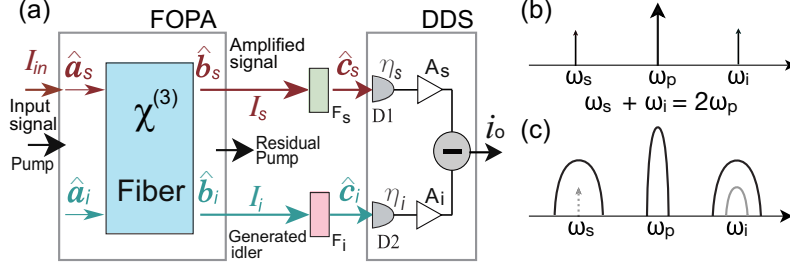 (a)
FOPA
DDS
I_in
â_s
b̂_s
Amplified
signal
ĉ_s
η_s
A_s
Input
signal
χ^(3)
I_s
F_s
D1
Pump
Residual
Pump
−
i_o
â_i
Fiber
b̂_i
I_i
ĉ_i
η_i
A_i
Generated
idler
F_i
D2
(b)
ω_s ω_p ω_i
ω_s + ω_i = 2ω_p
(c)
ω_s ω_p ω_i